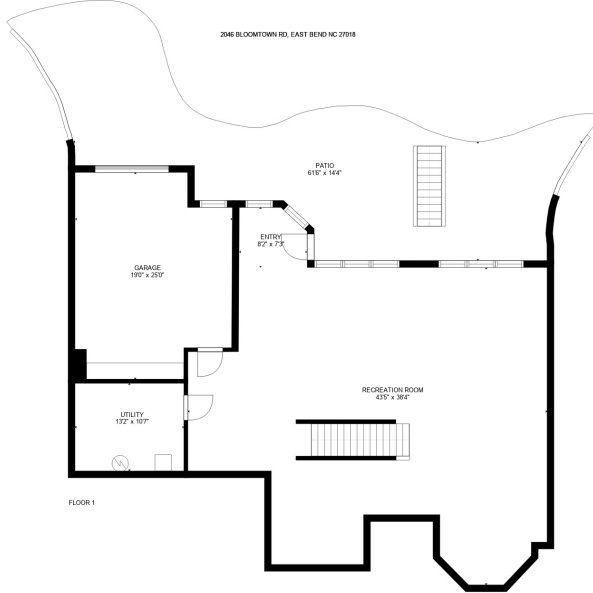 2046 BLOOMTOWN RD, EAST BEND NC 27018
PATIO
61'6" x 14'4"
ENTRY
8'2" x 7'3"
GARAGE
19'0" x 25'0"
RECREATION ROOM
43'5" x 38'4"
UTILITY
13'2" x 10'7"
FLOOR 1